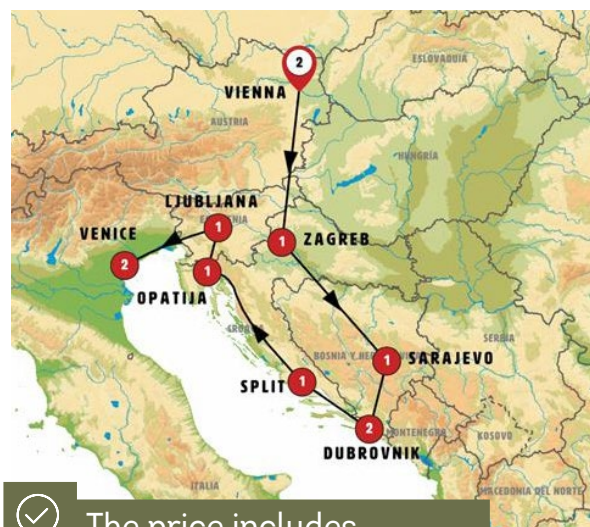 2
ESLOVAQUIA
VIENNA
AUSTRIA
HUNGRÍA
LJUBLJANA
1
VENICE
2
1
ZAGREB
1
OPATIJA
SERBIA
BOSNIA Y
1
SARAJEVO
SPLIT
1
2
MONTENEGRO
KOSOVO
DUBROVNIK
ITALIA
MACEDONIA DEL NORTE
The price includes